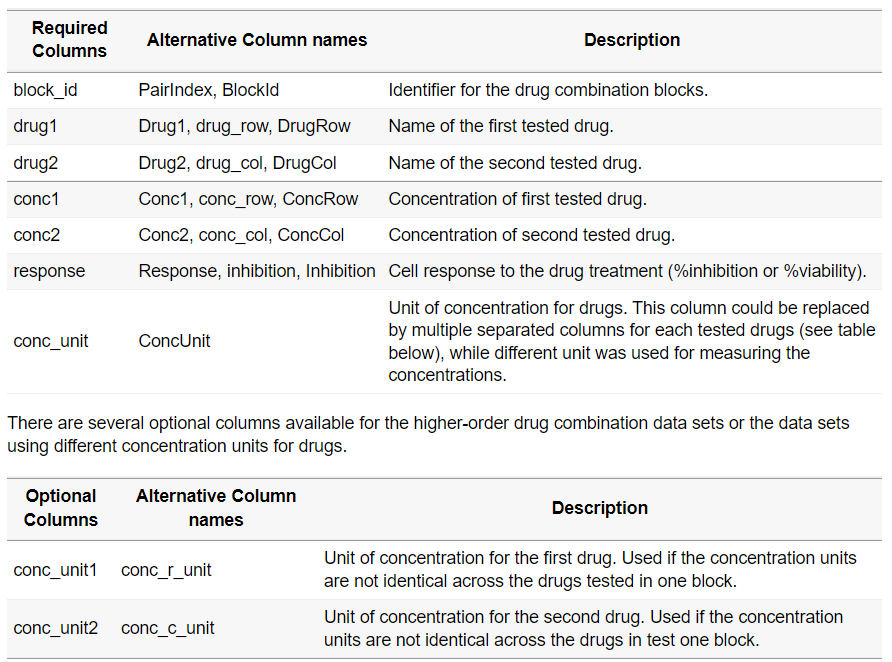 Required Columns Alternative Column names Description
block_id PairIndex, BlockId Identifier for the drug combination blocks.
drug1 Drug1, drug_row, DrugRow Name of the first tested drug.
drug2 Drug2, drug_col, DrugCol Name of the second tested drug.
conc1 Conc1, conc_row, ConcRow Concentration of first tested drug.
conc2 Conc2, conc_col, ConcCol Concentration of second tested drug.
response Response, inhibition, Inhibition Cell response to the drug treatment (%inhibition or %viability).
conc_unit ConcUnit Unit of concentration for drugs. This column could be replaced
by multiple separated columns for each tested drugs (see table
below), while different unit was used for measuring the
concentrations.
There are several optional columns available for the higher-order drug combination data sets or the data sets
using different concentration units for drugs.
Optional Columns Alternative Column names Description
conc_unit1 conc_r_unit Unit of concentration for the first drug. Used if the concentration units
are not identical across the drugs tested in one block.
conc_unit2 conc_c_unit Unit of concentration for the second drug. Used if the concentration
units are not identical across the drugs in test one block.